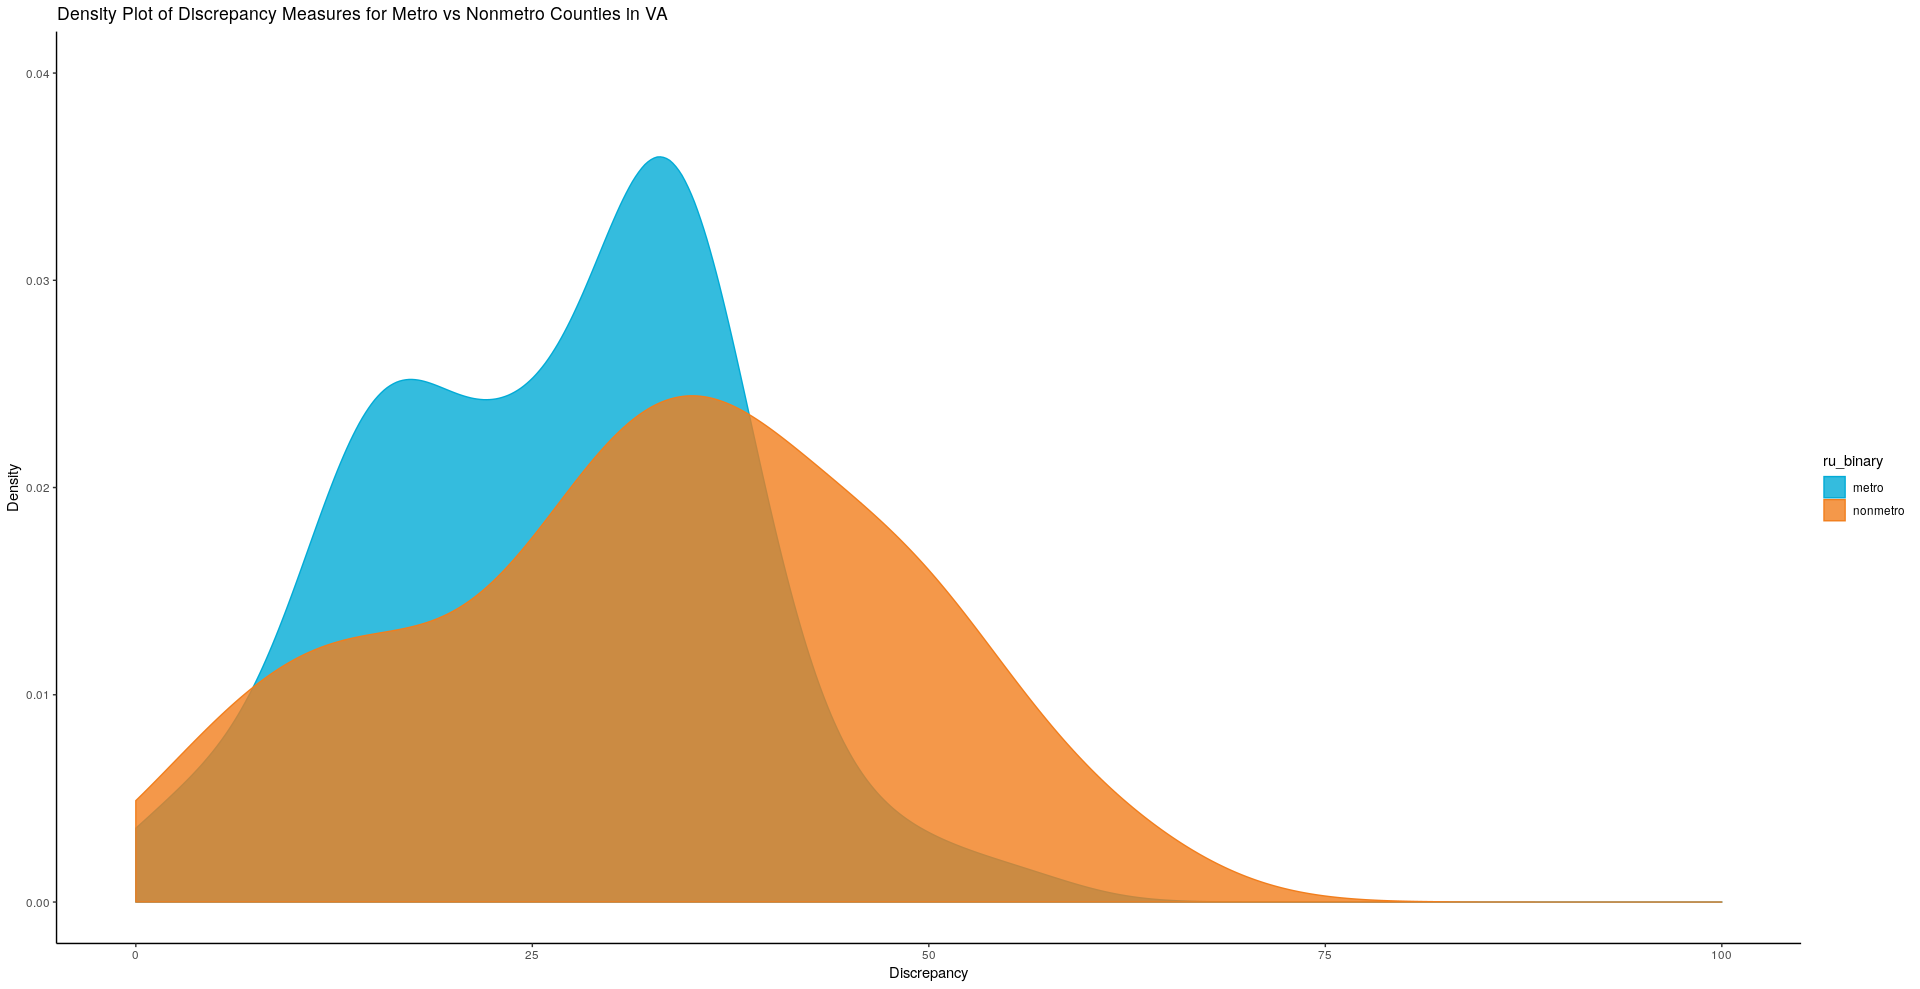 Density Plot of Discrepancy Measures for Metro vs Nonmetro Counties in VA
0.04
0.03
0.02
0.01
0.00
Density
0
25
50
75
100
Discrepancy
ru_binary
metro
nonmetro